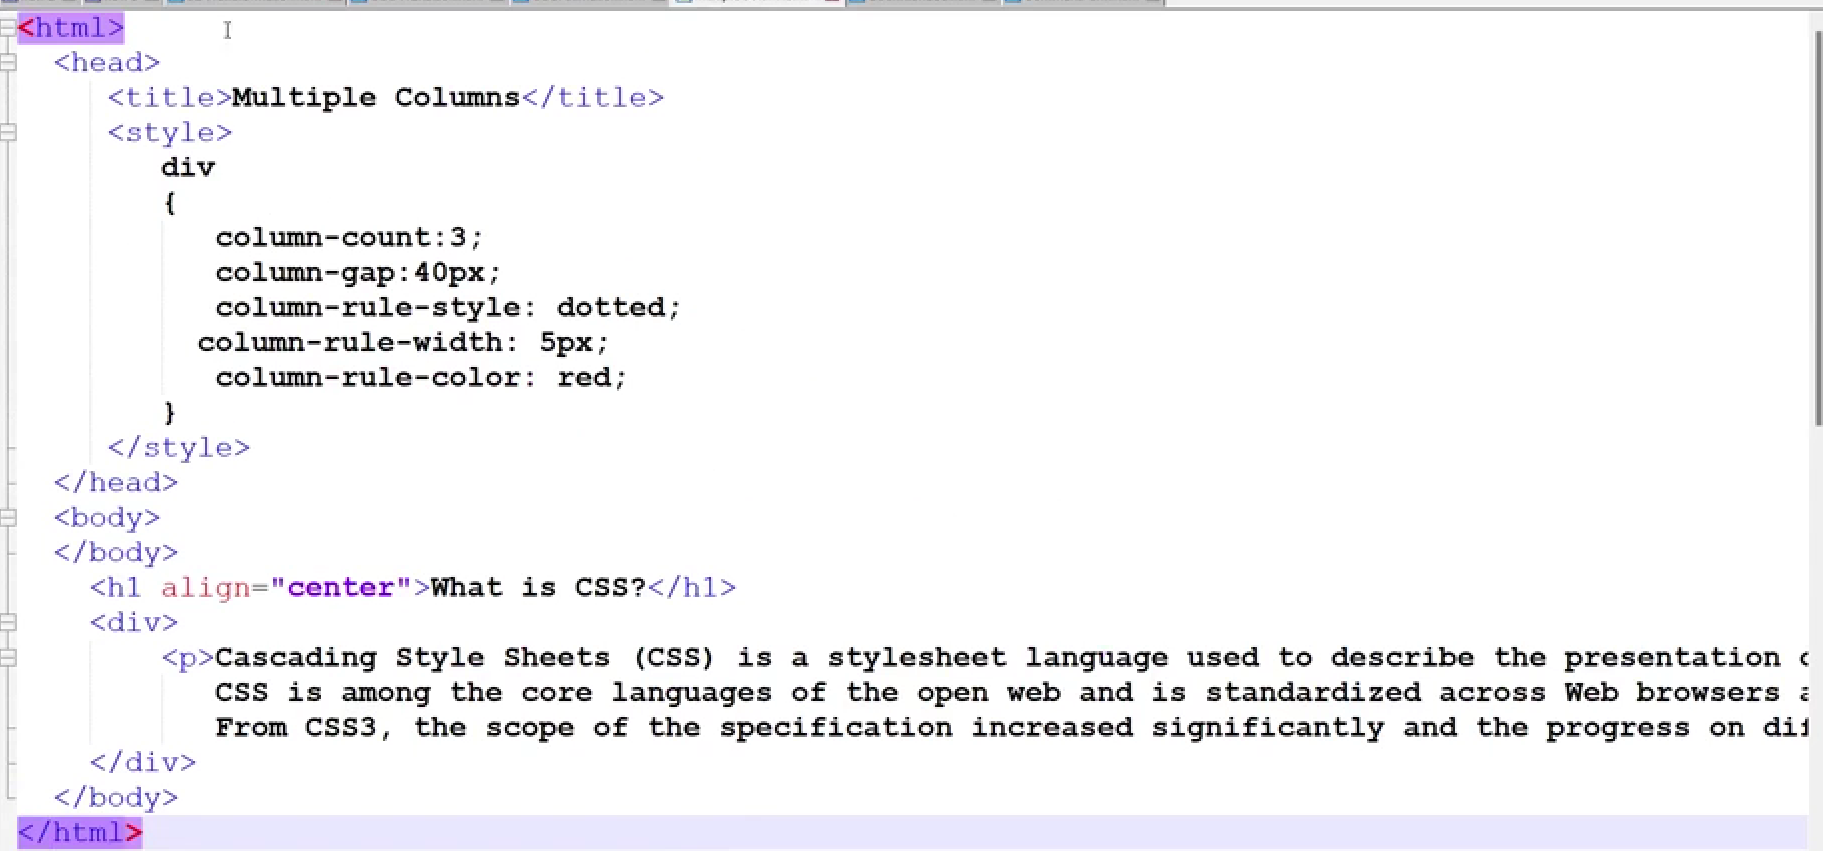 <html>
<head>
<title>Multiple Columns</title>
<style>
div
{
column-count:3;
column-gap:40px;
column-rule-style: dotted;
column-rule-width: 5px;
column-rule-color: red;
}
</style>
</head>
<body>
</body>
<h1 align="center">What is CSS?</h1>
<div>
<p>Cascading Style Sheets (CSS) is a stylesheet language used to describe the presentation
CSS is among the core languages of the open web and is standardized across Web browsers
From CSS3, the scope of the specification increased significantly and the progress on
</div>
</body>
</html>